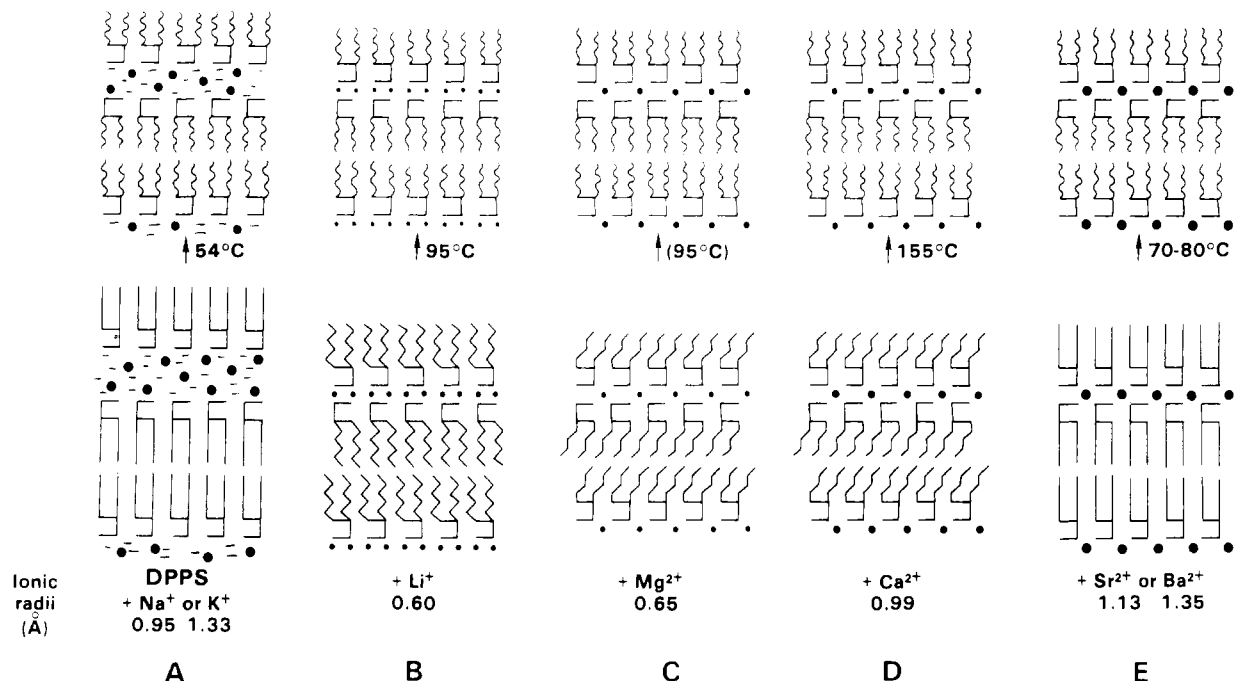 54°C
95°C
(95°C)
155°C
70-80°C
Ionic radii (Å)
DPPS
+ Na⁺ or K⁺
0.95 1.33
+ Li⁺
0.60
+ Mg²⁺
0.65
+ Ca²⁺
0.99
+ Sr²⁺ or Ba²⁺
1.13 1.35
A
B
C
D
E